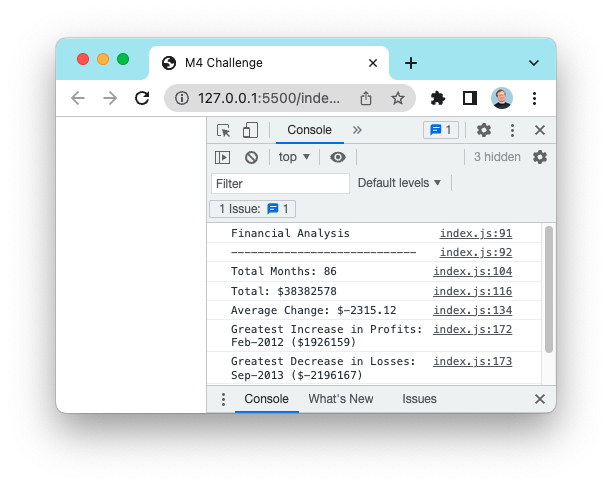 M4 Challenge
127.0.0.1:5500/inde...
Console
1
top
3 hidden
Filter
Default levels
1 Issue: 1
Financial Analysis index.js:91
---------------------------- index.js:92
Total Months: 86 index.js:104
Total: $38382578 index.js:116
Average Change: $-2315.12 index.js:134
Greatest Increase in Profits: index.js:172
Feb-2012 ($1926159)
Greatest Decrease in Losses: index.js:173
Sep-2013 ($-2196167)
Console What's New Issues